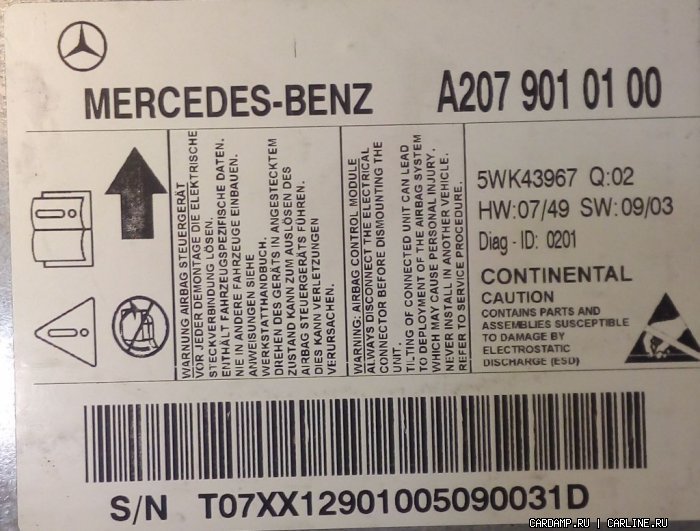 MERCEDES-BENZ
A207 901 01 00
WARNUNG AIRBAG STEUERGERÄT
VOR JEDER DEMONTAGE DIE ELEKTRISCHE
STECKVERBINDUNG LÖSEN.
ENTHÄLT FAHRZEUGSPEZIFISCHE DATEN.
NIE IN ANDERE FAHRZEUGE EINBAUEN.
ANWEISUNGEN SIEHE
WERKSTATTHANDBUCH.
DREHEN DES GERÄTS IN ANGESTECKTEM
ZUSTAND KANN ZUM AUSLÖSEN DES
AIRBAG STEUERGERÄTS FÜHREN.
DIES KANN VERLETZUNGEN
VERURSACHEN.
WARNING: AIRBAG CONTROL MODULE
ALWAYS DISCONNECT THE ELECTRICAL
CONNECTOR BEFORE DISMOUNTING THE
UNIT.
TILTING OF CONNECTED UNIT CAN LEAD
TO DEPLOYMENT OF THE AIRBAG SYSTEM
WHICH MAY CAUSE PERSONAL INJURY.
NEVER INSTALL IN ANOTHER VEHICLE.
REFER TO SERVICE PROCEDURE.
5WK43967 Q:02
HW:07/49 SW:09/03
Diag - ID: 0201
CONTINENTAL
CAUTION
CONTAINS PARTS AND
ASSEMBLIES SUSCEPTIBLE
TO DAMAGE BY
ELECTROSTATIC
DISCHARGE (ESD)
S/N T07XX12901005090031D
CARDAMP.RU | CARLINE.RU